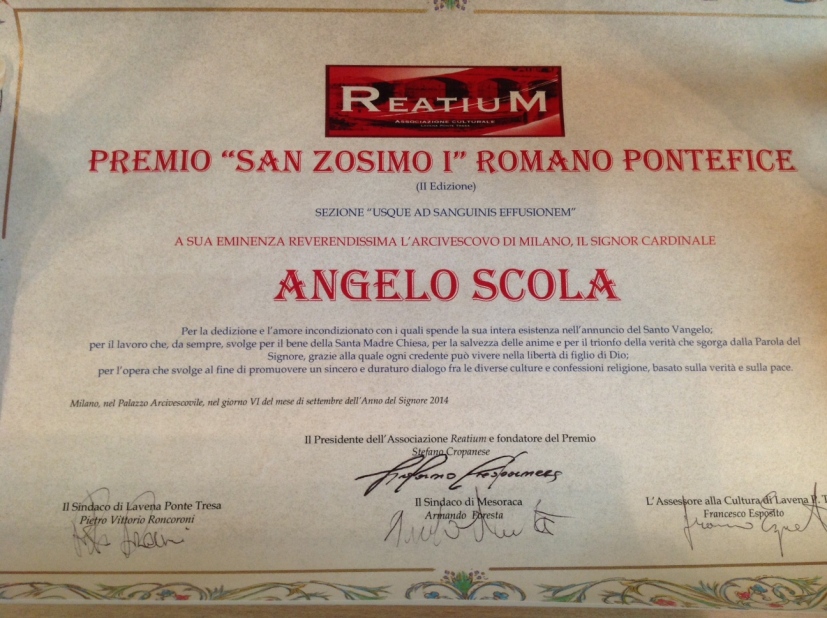 REATIUM
ASSOCIAZIONE CULTURALE
LAVENA PONTE TRESA
PREMIO “SAN ZOSIMO I” ROMANO PONTEFICE
(II Edizione)
SEZIONE “USQUE AD SANGUINIS EFFUSIONEM”
A SUA EMINENZA REVERENDISSIMA L’ARCIVESCOVO DI MILANO, IL SIGNOR CARDINALE
ANGELO SCOLA
Per la dedizione e l’amore incondizionato con i quali spende la sua intera esistenza nell’annuncio del Santo Vangelo;
per il lavoro che, da sempre, svolge per il bene della Santa Madre Chiesa, per la salvezza delle anime e per il trionfo della verità che sgorga dalla Parola del
Signore, grazie alla quale ogni credente può vivere nella libertà di figlio di Dio;
per l’opera che svolge al fine di promuovere un sincero e duraturo dialogo fra le diverse culture e confessioni religione, basato sulla verità e sulla pace.
Milano, nel Palazzo Arcivescovile, nel giorno VI del mese di settembre dell’Anno del Signore 2014
Il Presidente dell’Associazione Reatium e fondatore del Premio
Stefano Cropanese
Il Sindaco di Lavena Ponte Tresa
Pietro Vittorio Roncoroni
Il Sindaco di Mesoraca
Armando Foresta
L’Assessore alla Cultura di Lavena P. T
Francesco Esposito